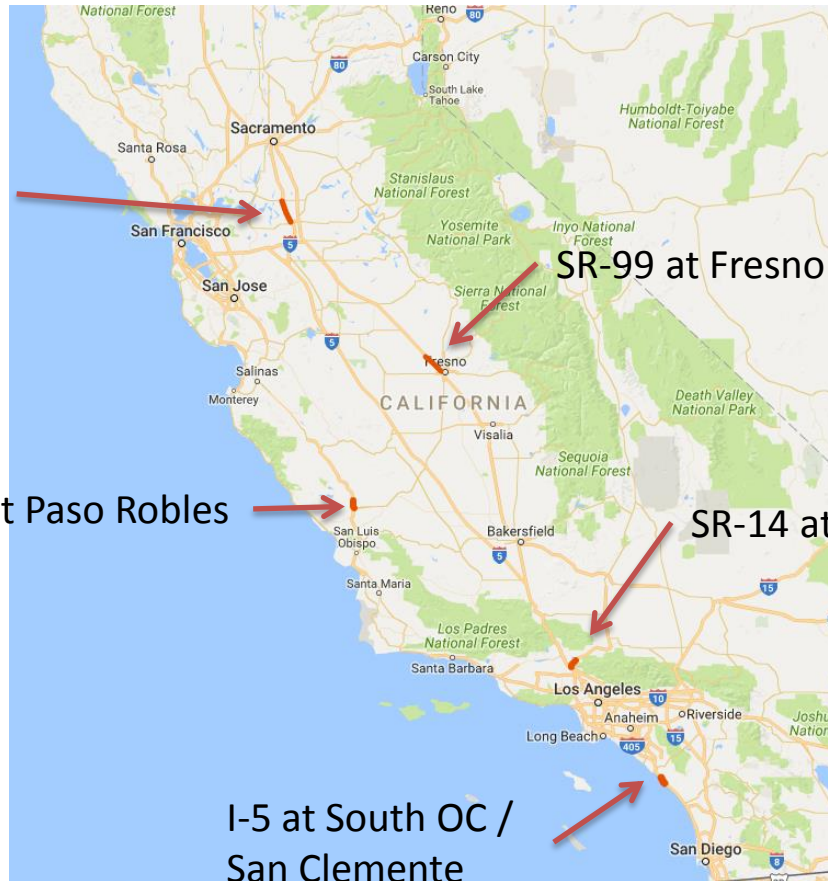 National Forest
Reno
80
Carson City
80
South Lake
Tahoe
Humboldt-Toiyabe
National Forest
Sacramento
Santa Rosa
Stanislaus
National Forest
San Francisco
5
Yosemite
National Park
Inyo National
Forest
SR-99 at Fresno
San Jose
Sierra National
Forest
5
Fresno
Salinas
Monterey
CALIFORNIA
Death Valley
National Park
Visalia
Sequoia
National Forest
t Paso Robles
San Luis
Obispo
Bakersfield
SR-14 at
5
Santa Maria
15
Los Padres
National Forest
Santa Barbara
Los Angeles
10
Anaheim
Riverside
Joshu
Nation
Long Beach
405
15
I-5 at South OC /
San Clemente
San Diego
8